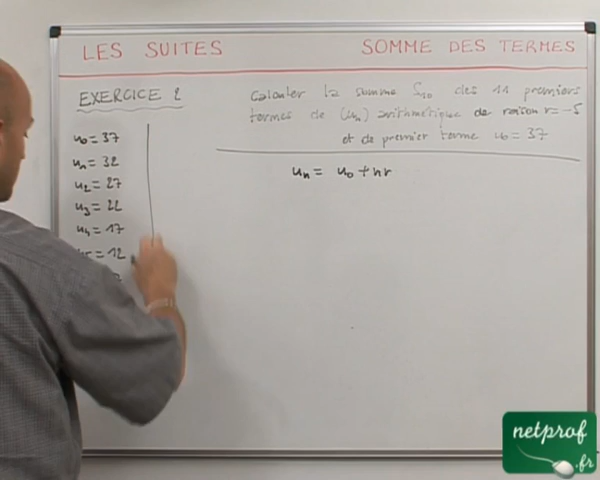 LES SUITES SOMME DES TERMES
EXERCICE 2
Calculer la somme S₁₀ des 11 premiers
termes de (uₙ) arithmétique de raison r = -5
et de premier terme u₀ = 37
u₀ = 37
u₁ = 32
u₂ = 27
u₃ = 22
u₄ = 17
= 12
uₙ = u₀ + nr
netprof
.fr